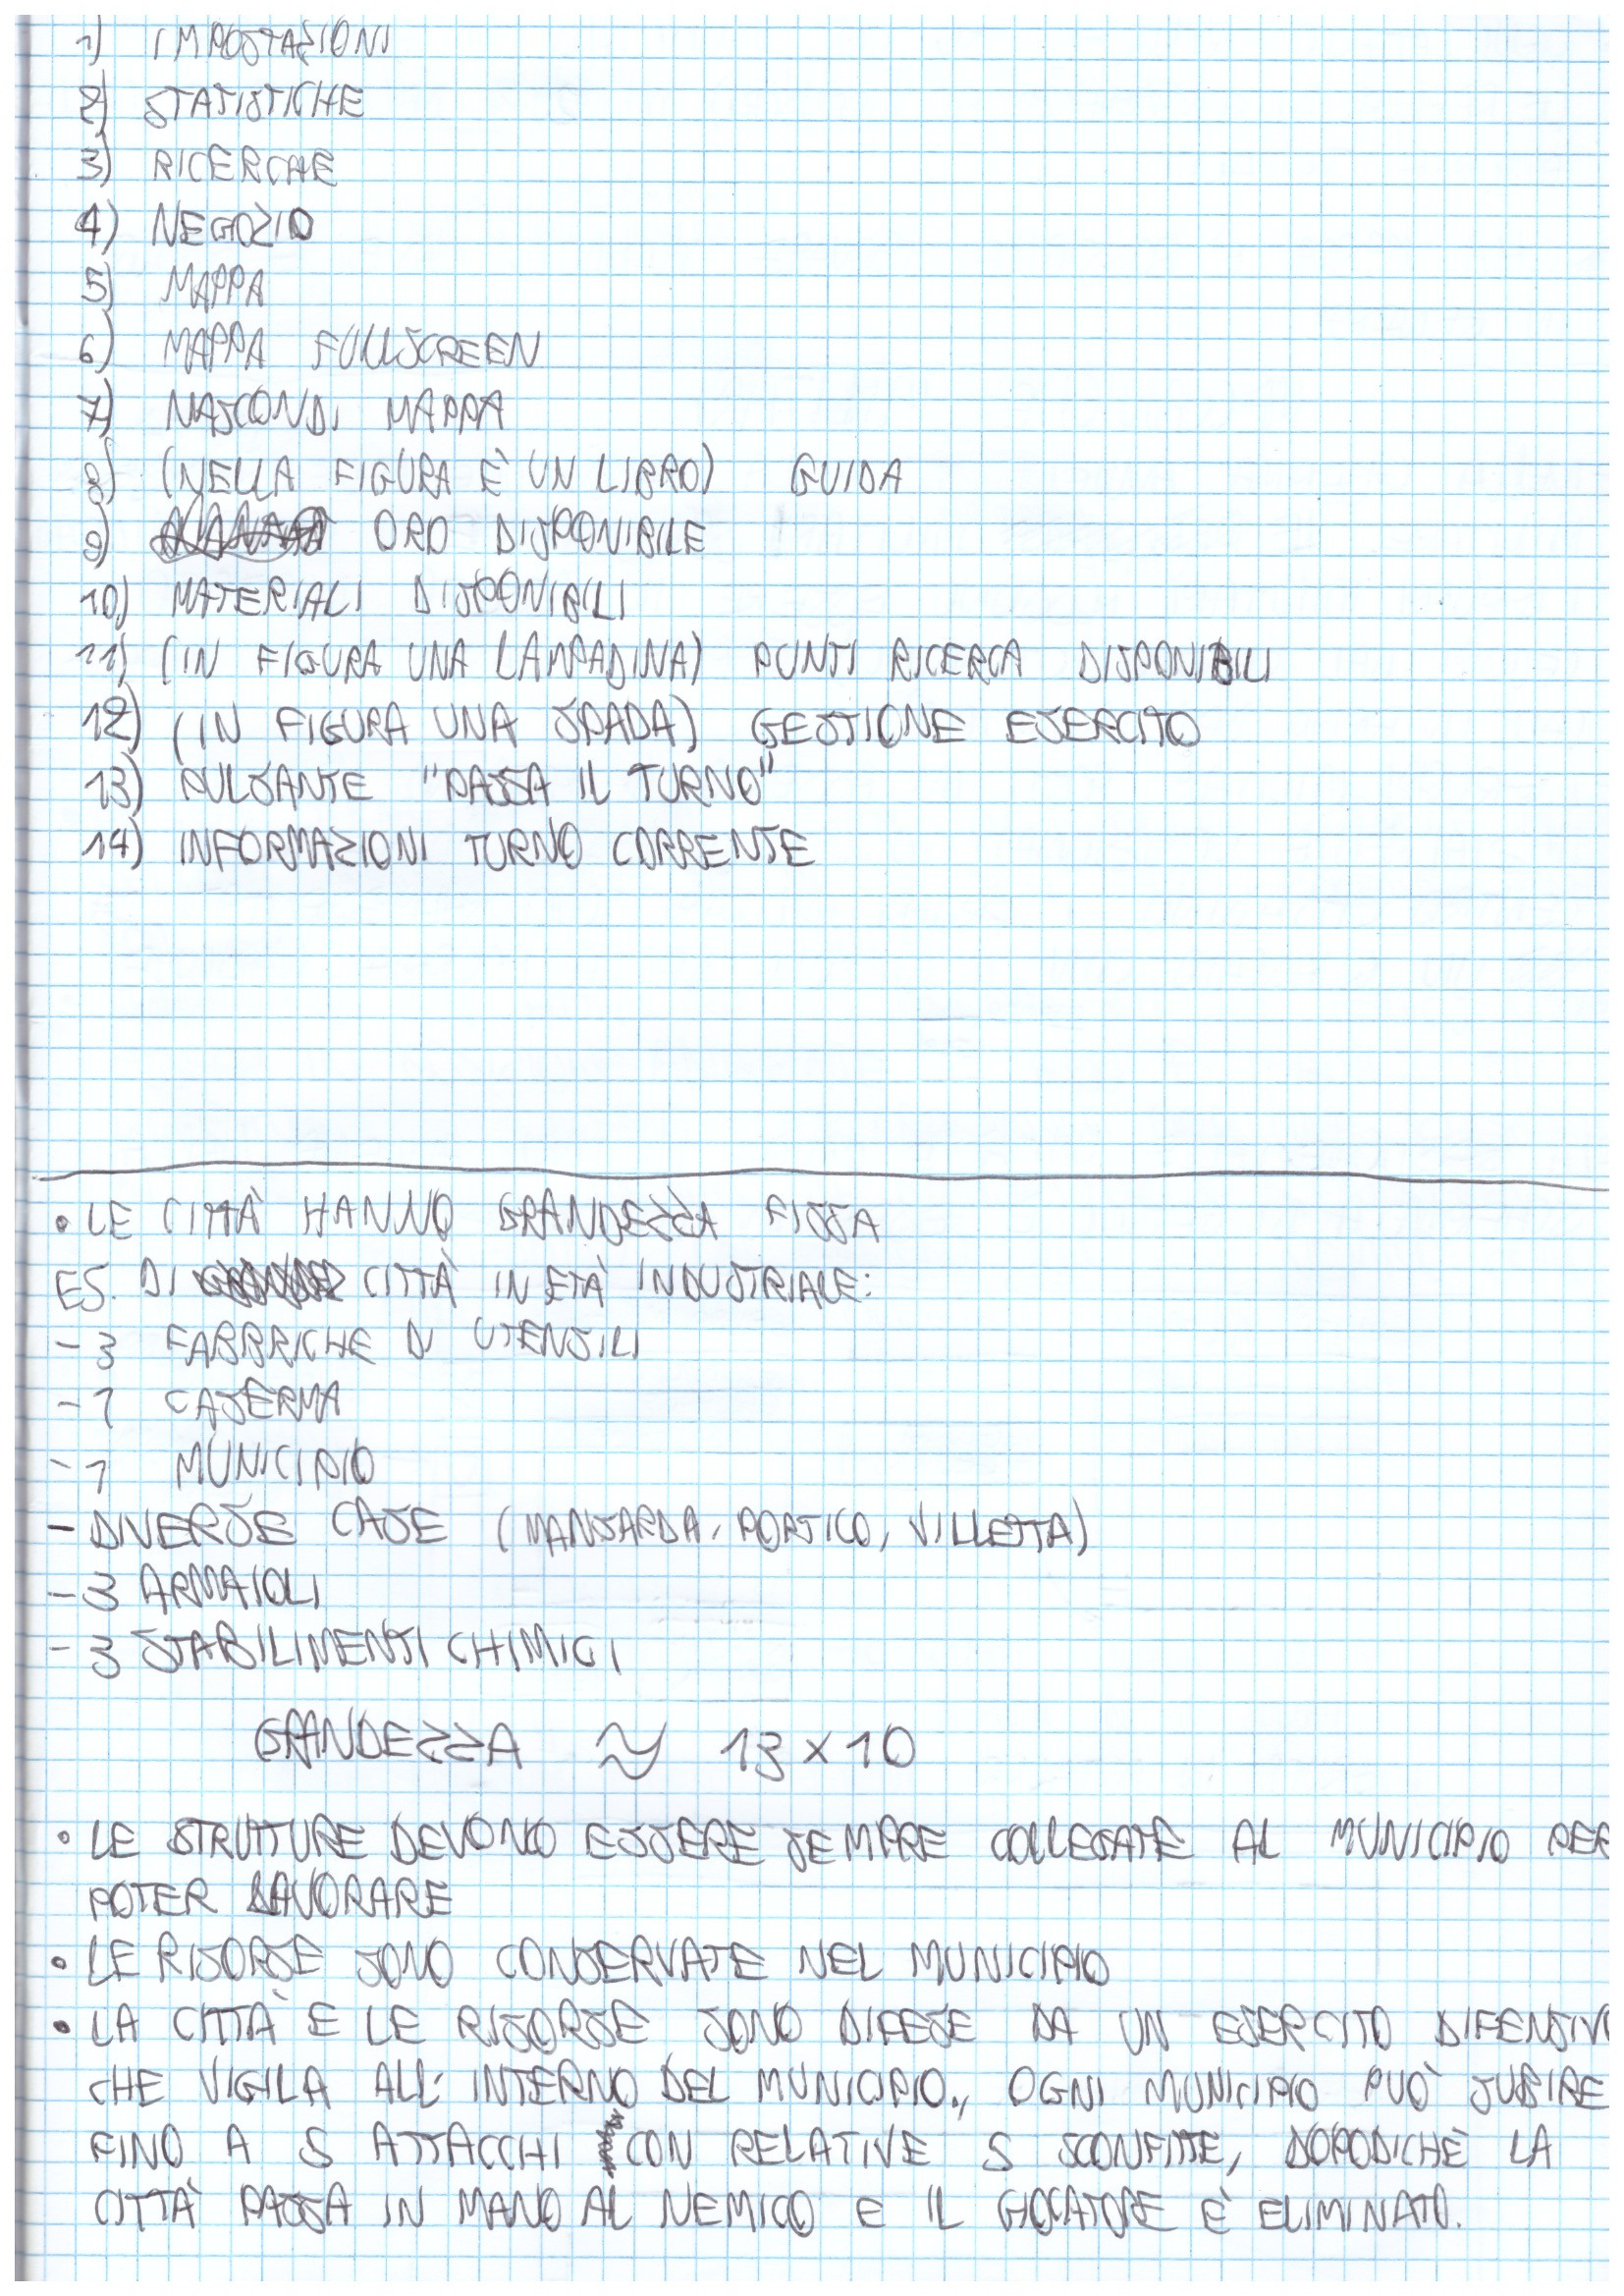 1) IMPOSTAZIONI
2) STATISTICHE
3) RICERCHE
4) NEGOZIO
5) MAPPA
6) MAPPA FULLSCREEN
7) NASCONDI MAPPA
8) (NELLA FIGURA È UN LIBRO) GUIDA
9) ORO DISPONIBILE
10) MATERIALI DISPONIBILI
11) (IN FIGURA UNA LAMPADINA) PUNTI RICERCA DISPONIBILI
12) (IN FIGURA UNA SPADA) GESTIONE ESERCITO
13) PULSANTE "PASSA IL TURNO"
14) INFORMAZIONI TURNO CORRENTE
• LE CITTÀ HANNO GRANDEZZA FISSA
ES. DI CITTÀ IN ETÀ INDUSTRIALE:
- 3 FABBRICHE DI UTENSILI
- 1 CASERMA
- 1 MUNICIPIO
- DIVERSE CASE (MANSARDA, PORTICO, VILLETTA)
- 3 ARMAIOLI
- 3 STABILIMENTI CHIMICI
GRANDEZZA ≈ 13 x 10
• LE STRUTTURE DEVONO ESSERE SEMPRE COLLEGATE AL MUNICIPIO PER
POTER LAVORARE
• LE RISORSE SONO CONSERVATE NEL MUNICIPIO
• LA CITTÀ E LE RISORSE SONO DIFESE DA UN ESERCITO DIFENSIV
CHE VIGILA ALL'INTERNO DEL MUNICIPIO., OGNI MUNICIPIO PUÒ SUBIRE
FINO A 5 ATTACCHI CON RELATIVE 5 SCONFITTE, DOPODICHÈ LA
CITTÀ PASSA IN MANO AL NEMICO E IL GIOCATORE È ELIMINATO.